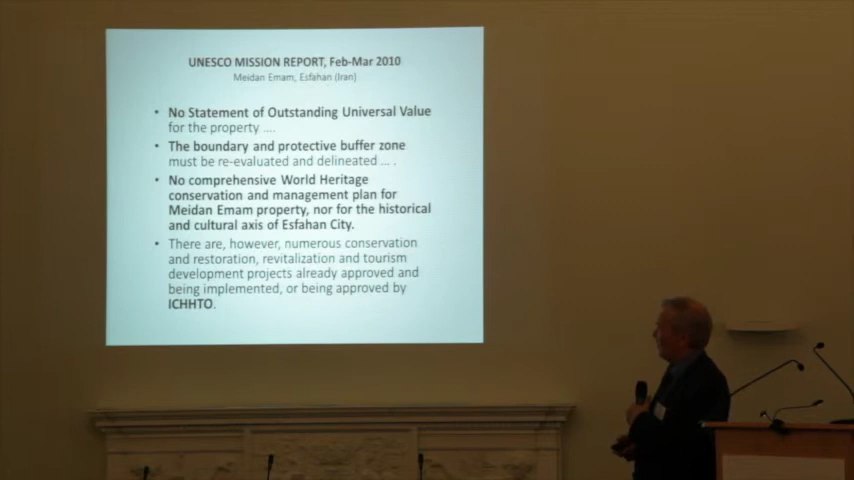 UNESCO MISSION REPORT, Feb-Mar 2010
Meidan Emam, Esfahan (Iran)
• No Statement of Outstanding Universal Value
for the property ....
• The boundary and protective buffer zone
must be re-evaluated and delineated ... .
• No comprehensive World Heritage
conservation and management plan for
Meidan Emam property, nor for the historical
and cultural axis of Esfahan City.
• There are, however, numerous conservation
and restoration, revitalization and tourism
development projects already approved and
being implemented, or being approved by
ICHHTO.